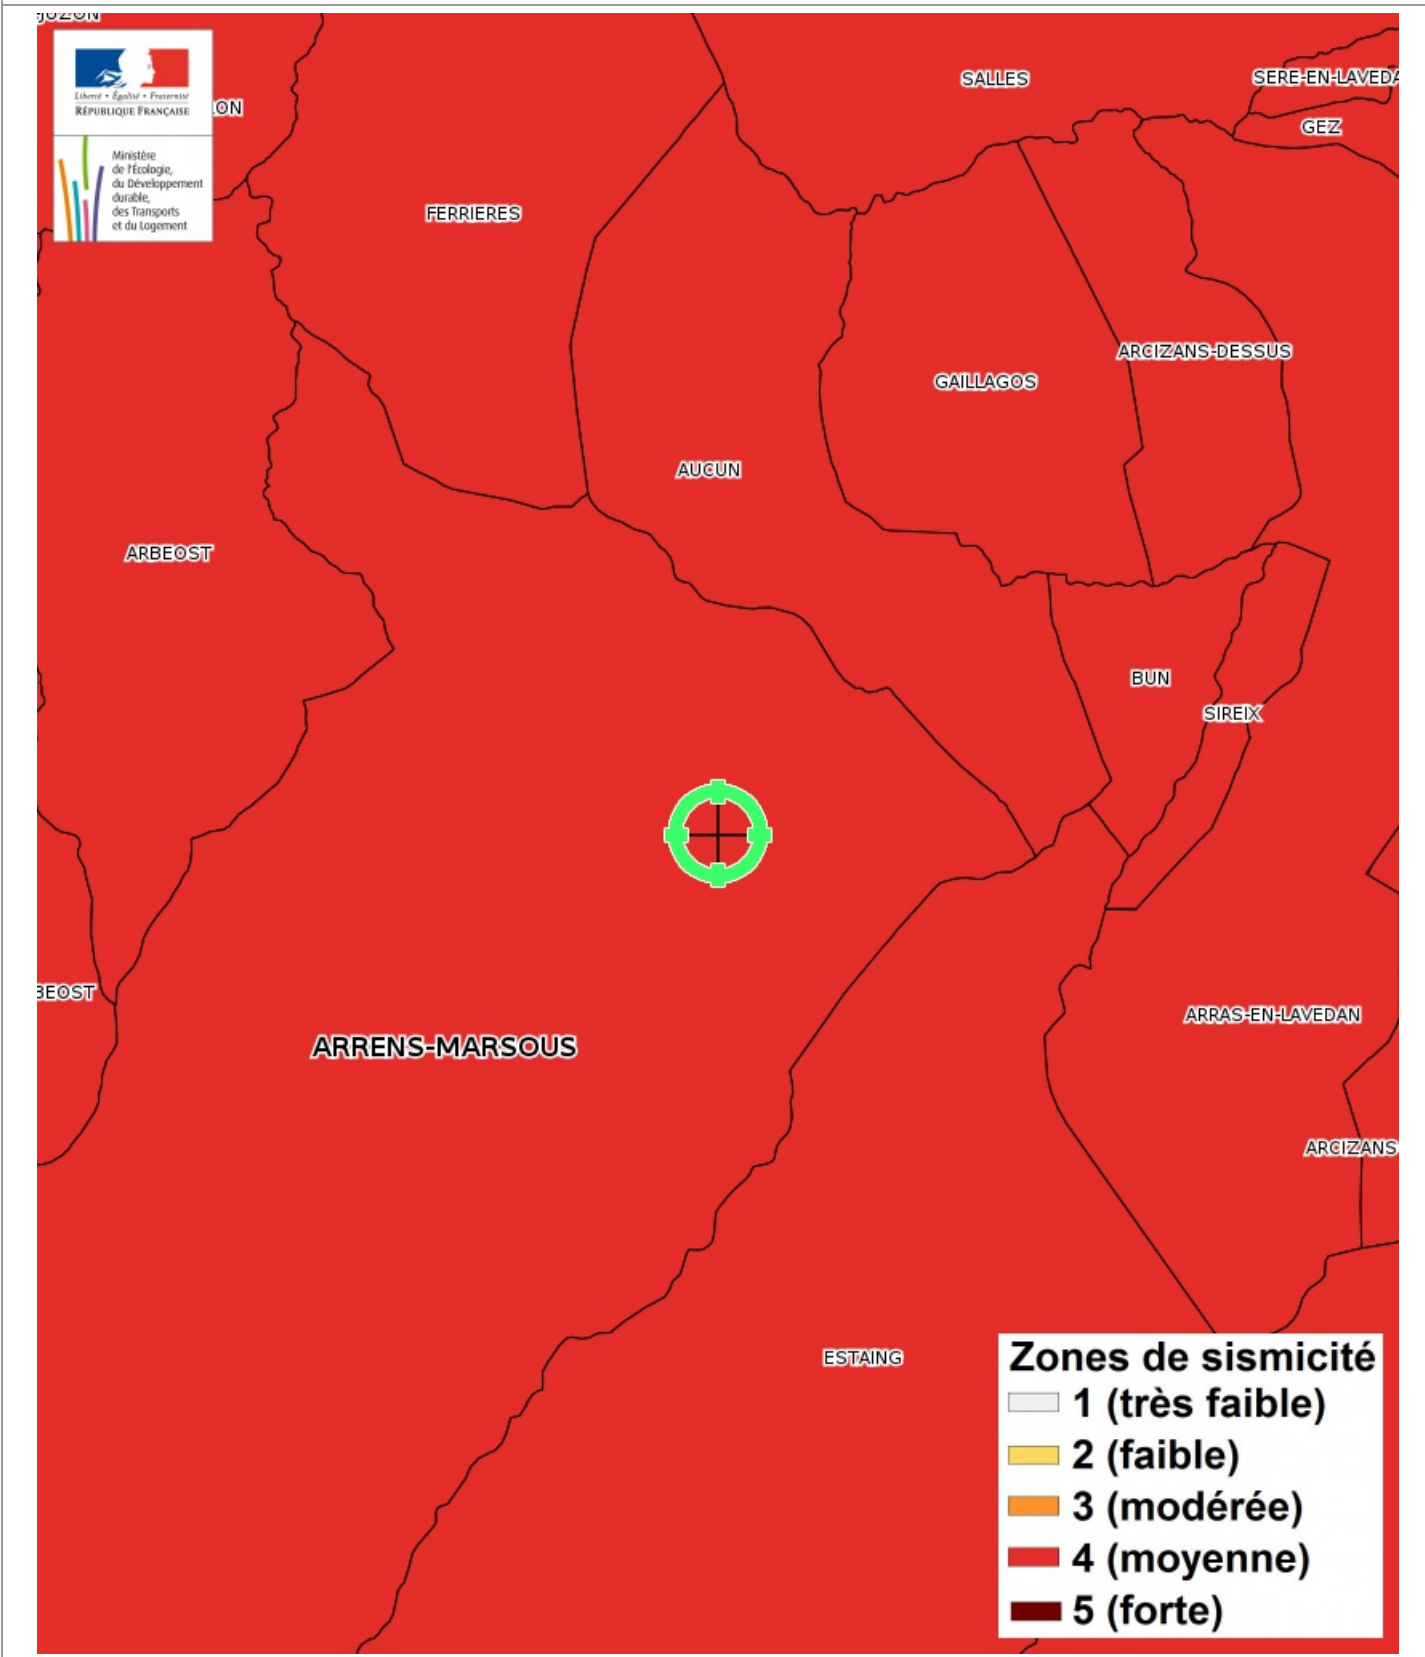 SALLES
SERE-EN-LAVEDA
Liberté • Égalité • Fraternité
RÉPUBLIQUE FRANÇAISE
GEZ
Ministère
de l'Écologie,
du Développement
durable,
des Transports
et du Logement
FERRIERES
ARCIZANS-DESSUS
GAILLAGOS
AUCUN
ARBEOST
BUN
SIREIX
BEOST
ARRAS-EN-LAVEDAN
ARRENS-MARSOUS
ARCIZANS
ESTAING
Zones de sismicité
1 (très faible)
2 (faible)
3 (modérée)
4 (moyenne)
5 (forte)